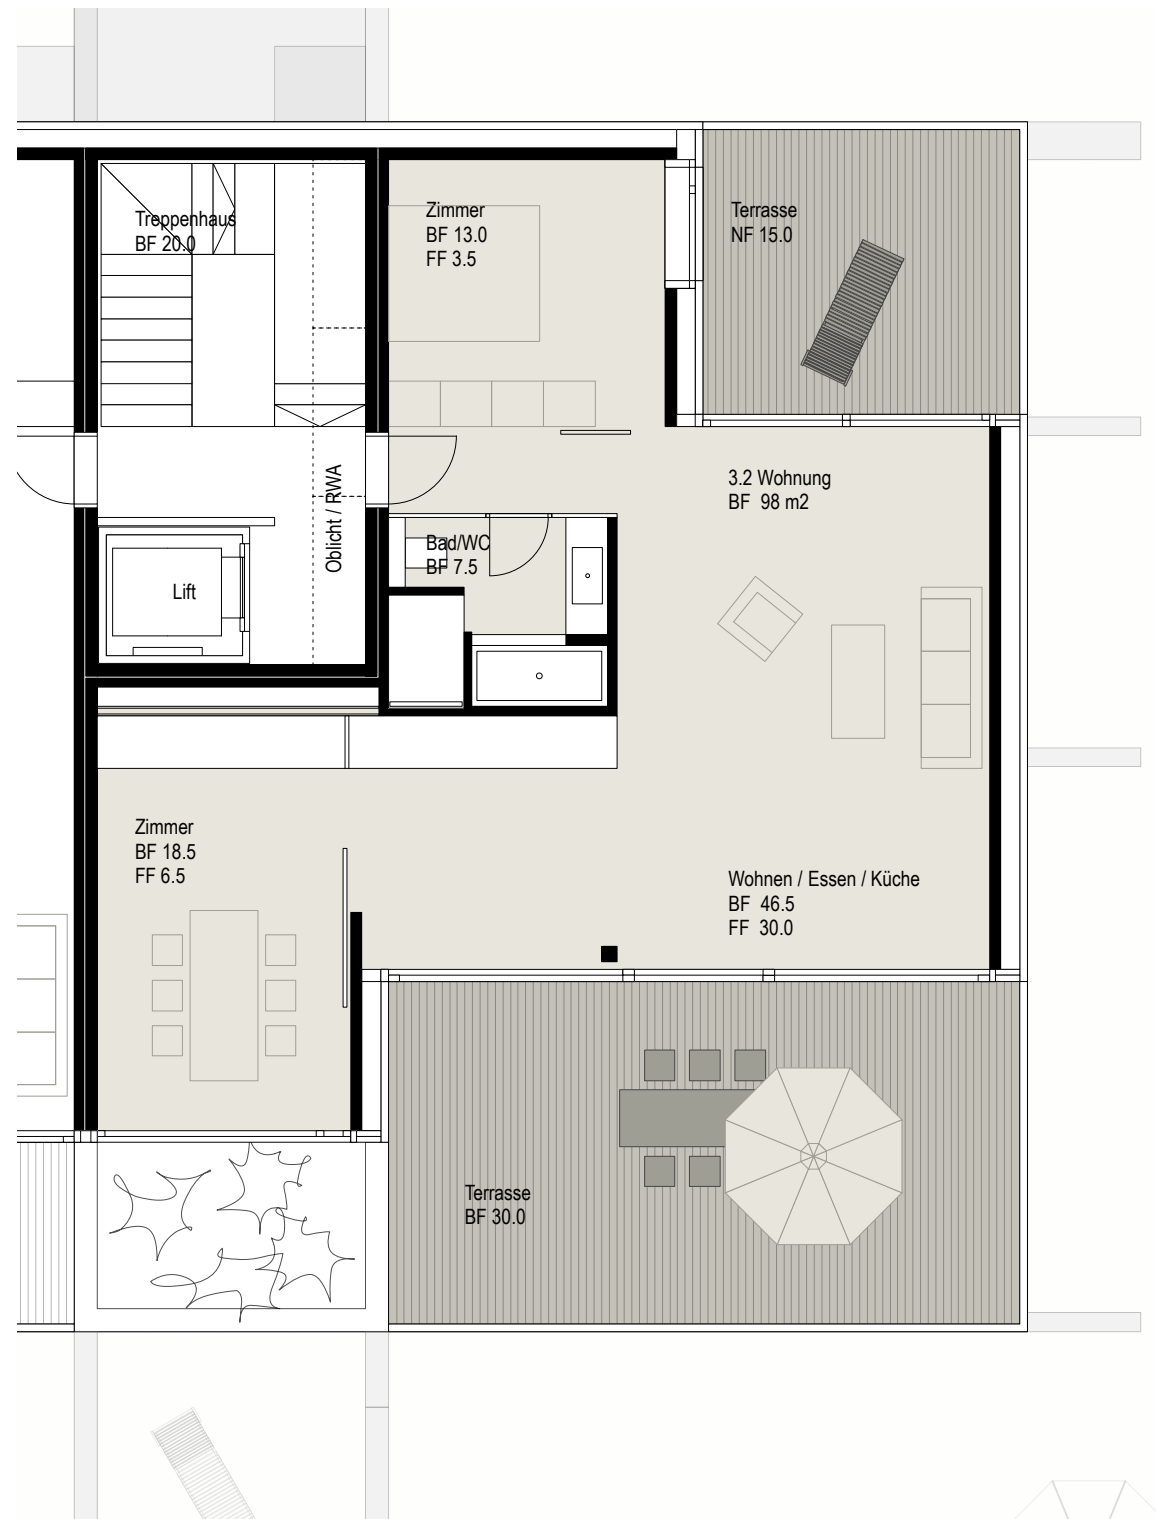 Treppenhaus
BF 20.0
Zimmer
BF 13.0
FF 3.5
Terrasse
NF 15.0
3.2 Wohnung
BF  98 m2
Oblicht / RWA
Bad/WC
BF 7.5
Lift
Zimmer
BF 18.5
FF 6.5
Wohnen / Essen / Küche
BF  46.5
FF  30.0
Terrasse
BF 30.0